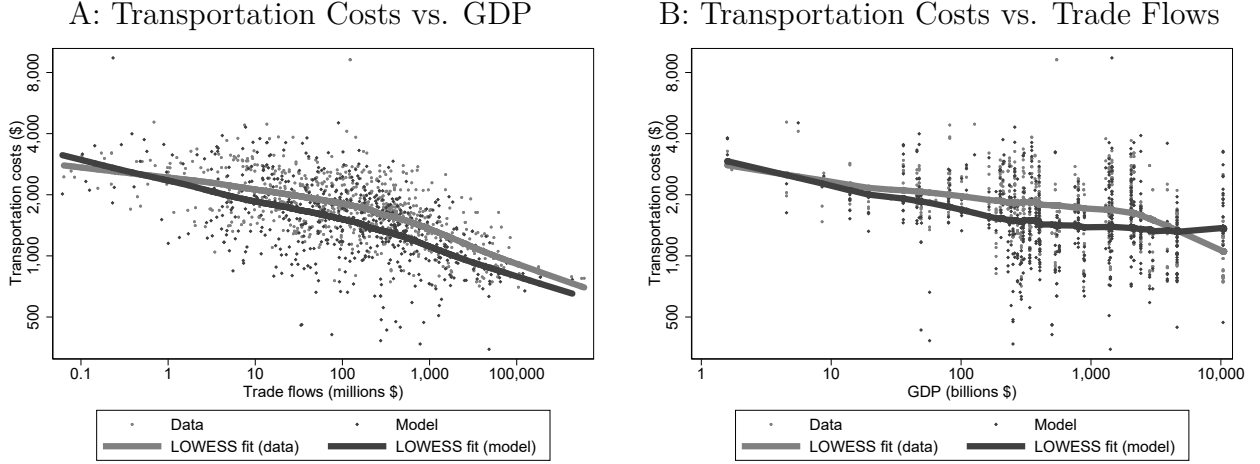 A: Transportation Costs vs. GDP
Transportation costs ($)
8,000
4,000
2,000
1,000
500
0.1 1 10 100 1,000 100,000
Trade flows (millions $)
Data Model
LOWESS fit (data) LOWESS fit (model)
B: Transportation Costs vs. Trade Flows
Transportation costs ($)
8,000
4,000
2,000
1,000
500
1 10 100 1,000 10,000
GDP (billions $)
Data Model
LOWESS fit (data) LOWESS fit (model)